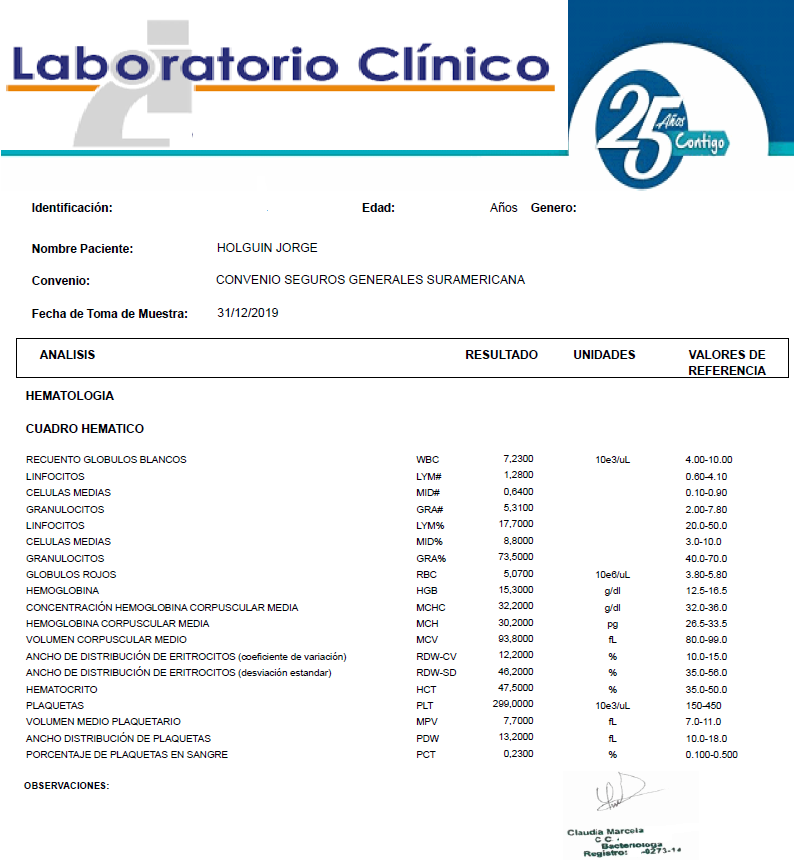 Laboratorio Clínico
25 Años Contigo
Identificación: Edad: Años Genero:
Nombre Paciente: HOLGUIN JORGE
Convenio: CONVENIO SEGUROS GENERALES SURAMERICANA
Fecha de Toma de Muestra: 31/12/2019
ANALISIS RESULTADO UNIDADES VALORES DE
REFERENCIA
HEMATOLOGIA
CUADRO HEMATICO
RECUENTO GLOBULOS BLANCOS WBC 7,2300 10e3/uL 4.00-10.00
LINFOCITOS LYM# 1,2800 0.60-4.10
CELULAS MEDIAS MID# 0,6400 0.10-0.90
GRANULOCITOS GRA# 5,3100 2.00-7.80
LINFOCITOS LYM% 17,7000 20.0-50.0
CELULAS MEDIAS MID% 8,8000 3.0-10.0
GRANULOCITOS GRA% 73,5000 40.0-70.0
GLOBULOS ROJOS RBC 5,0700 10e6/uL 3.80-5.80
HEMOGLOBINA HGB 15,3000 g/dl 12.5-16.5
CONCENTRACIÓN HEMOGLOBINA CORPUSCULAR MEDIA MCHC 32,2000 g/dl 32.0-36.0
HEMOGLOBINA CORPUSCULAR MEDIA MCH 30,2000 pg 26.5-33.5
VOLUMEN CORPUSCULAR MEDIO MCV 93,8000 fL 80.0-99.0
ANCHO DE DISTRIBUCIÓN DE ERITROCITOS (coeficiente de variación) RDW-CV 12,2000 % 10.0-15.0
ANCHO DE DISTRIBUCIÓN DE ERITROCITOS (desviación estandar) RDW-SD 46,2000 % 35.0-56.0
HEMATOCRITO HCT 47,5000 % 35.0-50.0
PLAQUETAS PLT 299,0000 10e3/uL 150-450
VOLUMEN MEDIO PLAQUETARIO MPV 7,7000 fL 7.0-11.0
ANCHO DISTRIBUCIÓN DE PLAQUETAS PDW 13,2000 fL 10.0-18.0
PORCENTAJE DE PLAQUETAS EN SANGRE PCT 0,2300 % 0.100-0.500
OBSERVACIONES:
Claudia Marcela
C.C.
Bacteriologa
Registro: -0273-14